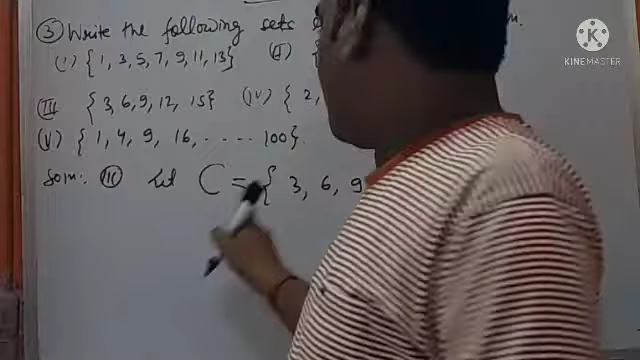 ③ Write the following sets
(i) { 1, 3, 5, 7, 9, 11, 13} (ii) {
(iii) { 3, 6, 9, 12, 15} (iv) { 2,
(v) { 1, 4, 9, 16, ..... 100}.
Soln: (iii) Let C = { 3, 6, 9
KINEMASTER